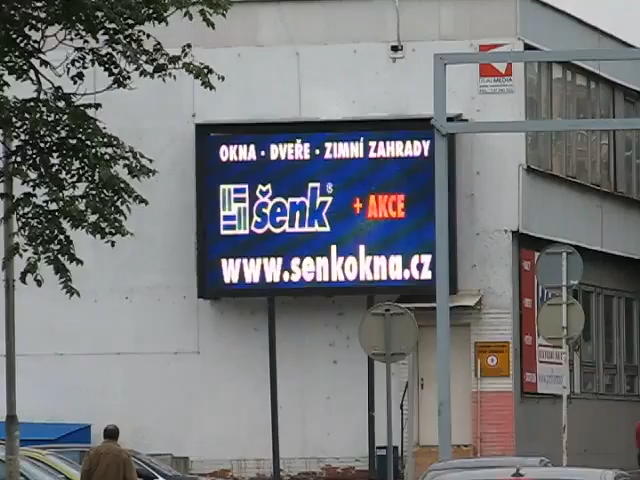 OKNA · DVEŘE · ZIMNÍ ZAHRADY
šenk
+ AKCE
www.senkokna.cz